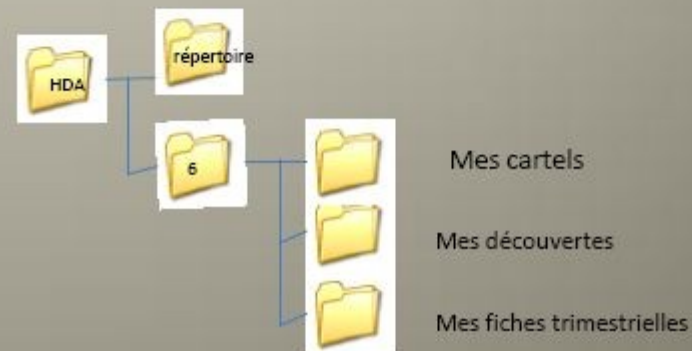 répertoire
HDA
6
Mes cartels
Mes découvertes
Mes fiches trimestrielles